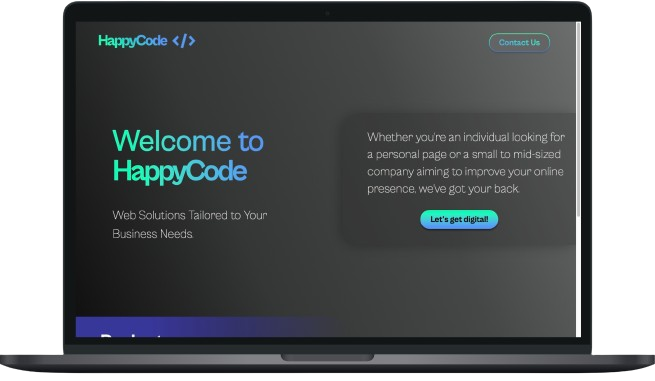 HappyCode </>
Contact Us
Welcome to
HappyCode
Web Solutions Tailored to Your
Business Needs.
Whether you're an individual looking for
a personal page or a small to mid-sized
company aiming to improve your online
presence, we've got your back.
Let's get digital!